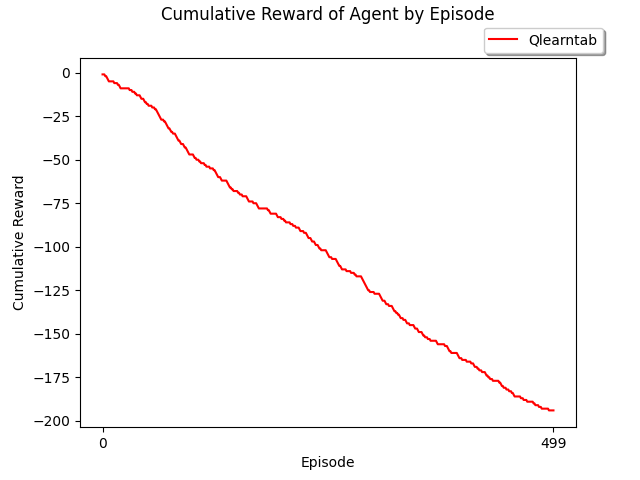 Cumulative Reward of Agent by Episode
Qlearntab
0
−25
−50
−75
−100
−125
−150
−175
−200
Cumulative Reward
0 499
Episode